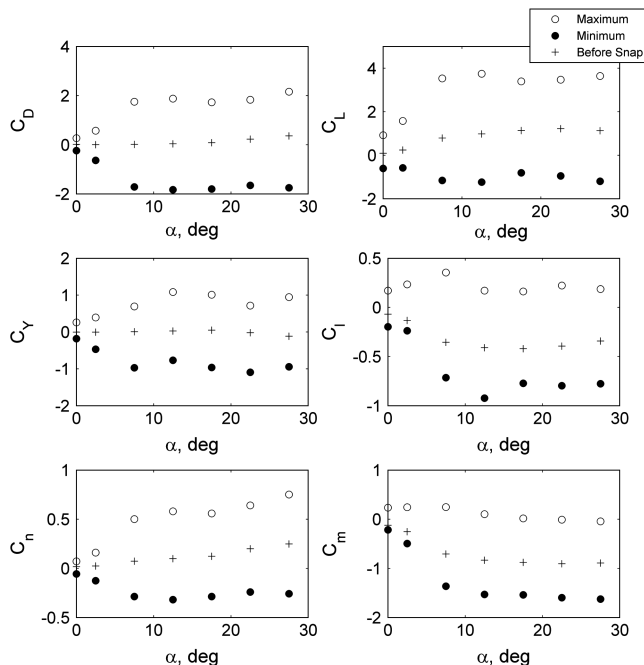 Maximum
Minimum
Before Snap
4
2
0
-2
C_D
0 10 20 30
α, deg
4
2
0
-2
C_L
0 10 20 30
α, deg
2
1
0
-1
-2
C_Y
0 10 20 30
α, deg
0.5
0
-0.5
-1
C_l
0 10 20 30
α, deg
1
0.5
0
-0.5
C_n
0 10 20 30
α, deg
1
0
-1
-2
C_m
0 10 20 30
α, deg